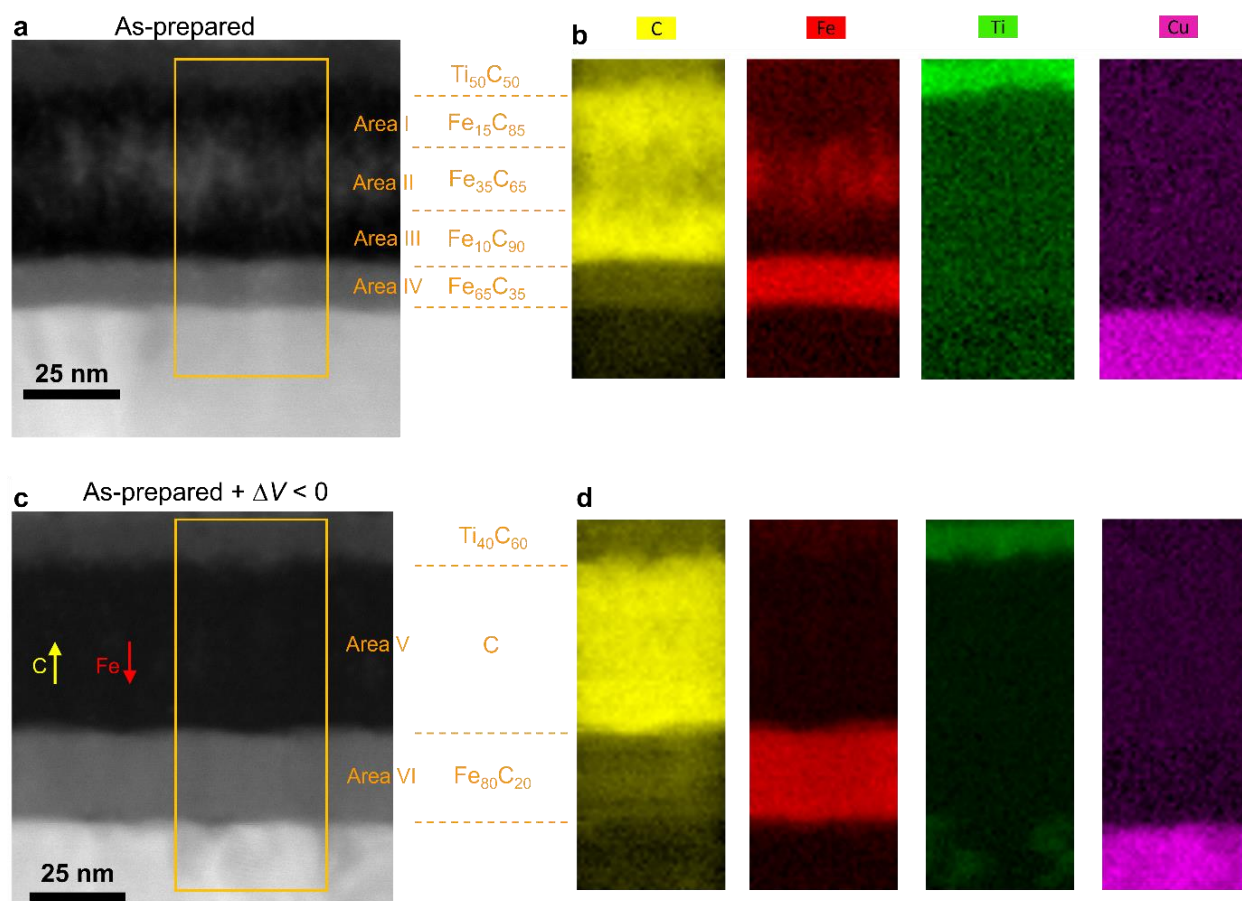 a
As-prepared
b
C
Fe
Ti
Cu
Ti₅₀C₅₀
Area I
Fe₁₅C₈₅
Area II
Fe₃₅C₆₅
Area III
Fe₁₀C₉₀
Area IV
Fe₆₅C₃₅
25 nm
c
As-prepared + ΔV < 0
d
Ti₄₀C₆₀
C
Fe
Area V
C
Area VI
Fe₈₀C₂₀
25 nm